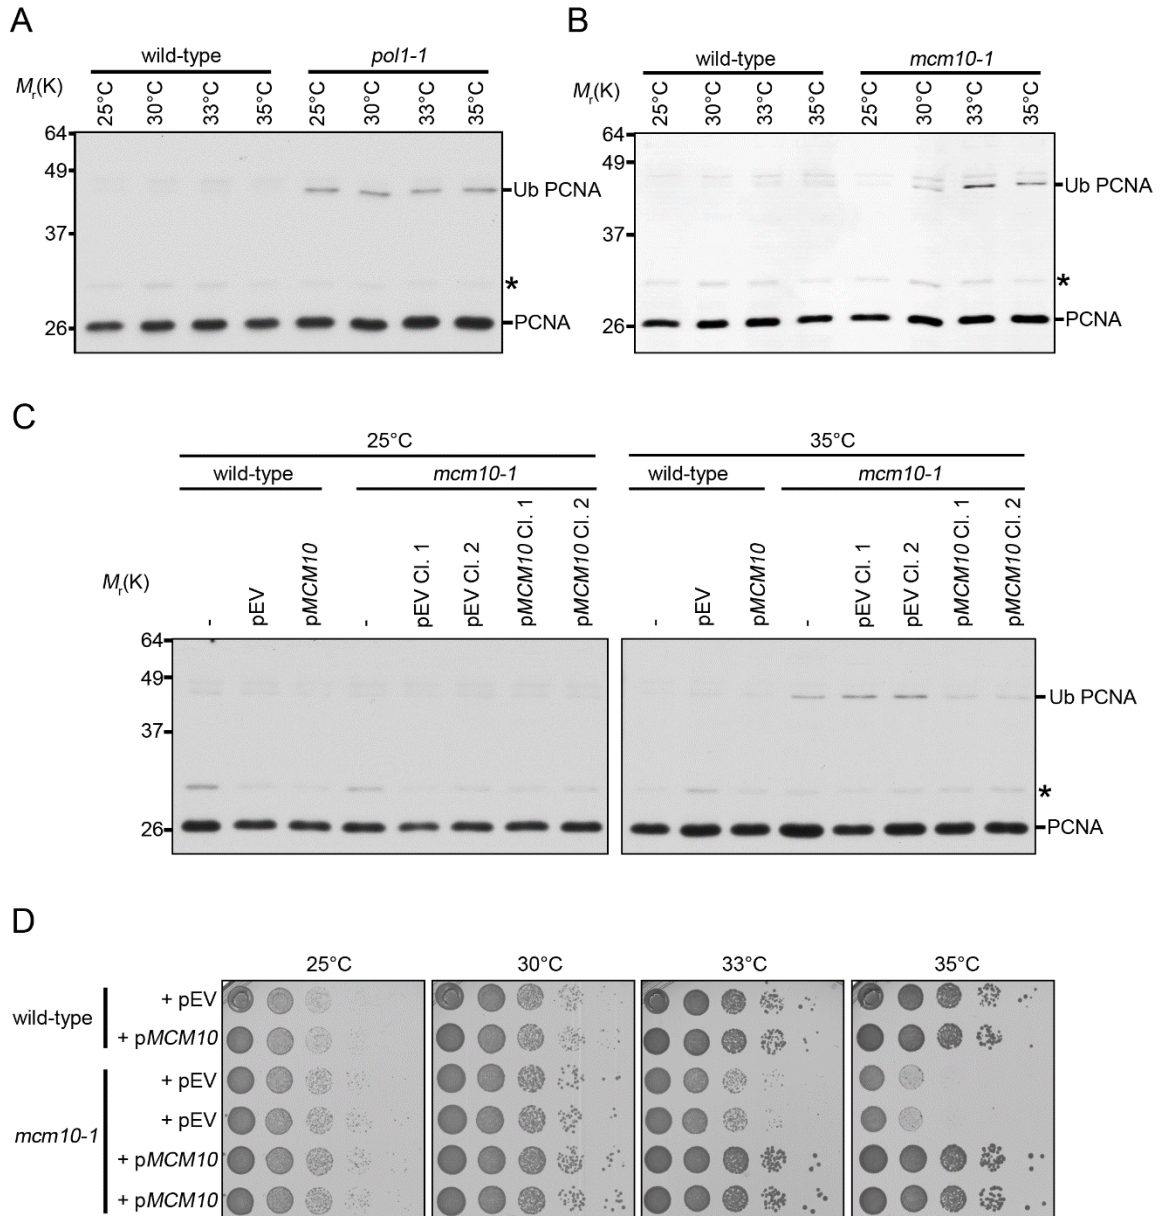 A
wild-type pol1-1
Mr(K)
25°C 30°C 33°C 35°C 25°C 30°C 33°C 35°C
64
49
Ub PCNA
37
*
26
PCNA
B
wild-type mcm10-1
Mr(K)
25°C 30°C 33°C 35°C 25°C 30°C 33°C 35°C
64
49
Ub PCNA
37
*
26
PCNA
C
25°C 35°C
wild-type mcm10-1 wild-type mcm10-1
Mr(K)
- pEV pMCM10 - pEV Cl. 1 pEV Cl. 2 pMCM10 Cl. 1 pMCM10 Cl. 2 - pEV pMCM10 - pEV Cl. 1 pEV Cl. 2 pMCM10 Cl. 1 pMCM10 Cl. 2
64
49
Ub PCNA
37
*
26
PCNA
D
25°C 30°C 33°C 35°C
wild-type
+ pEV
+ pMCM10
mcm10-1
+ pEV
+ pEV
+ pMCM10
+ pMCM10